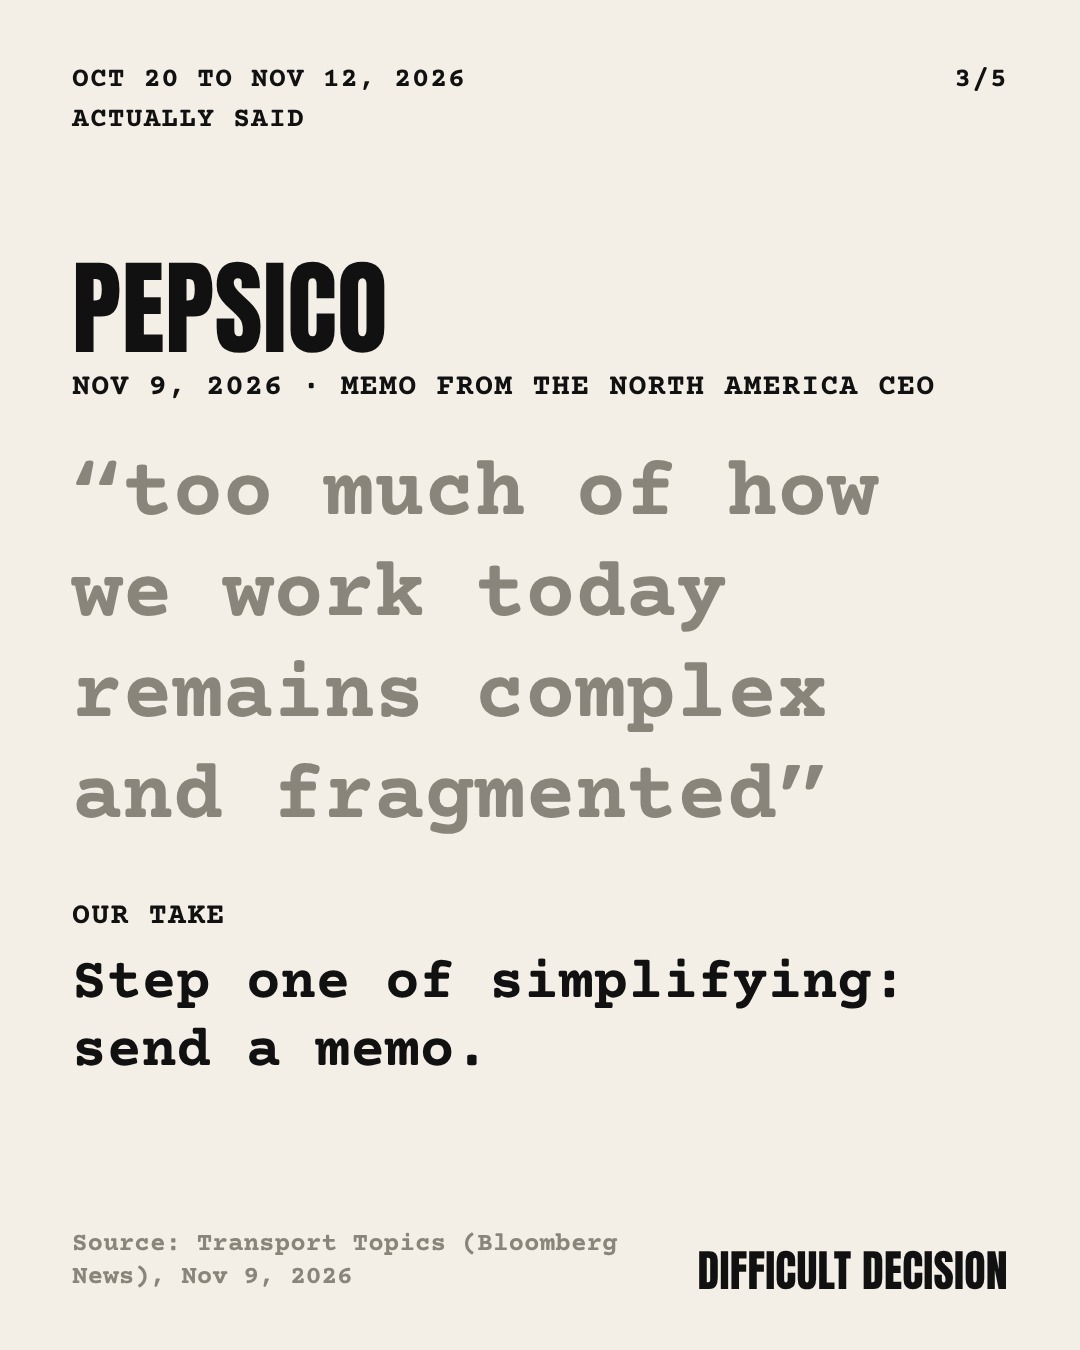 OCT 20 TO NOV 12, 2026
3/5
ACTUALLY SAID
PEPSICO
NOV 9, 2026 · MEMO FROM THE NORTH AMERICA CEO
“too much of how
we work today
remains complex
and fragmented”
OUR TAKE
Step one of simplifying:
send a memo.
Source: Transport Topics (Bloomberg
News), Nov 9, 2026
DIFFICULT DECISION